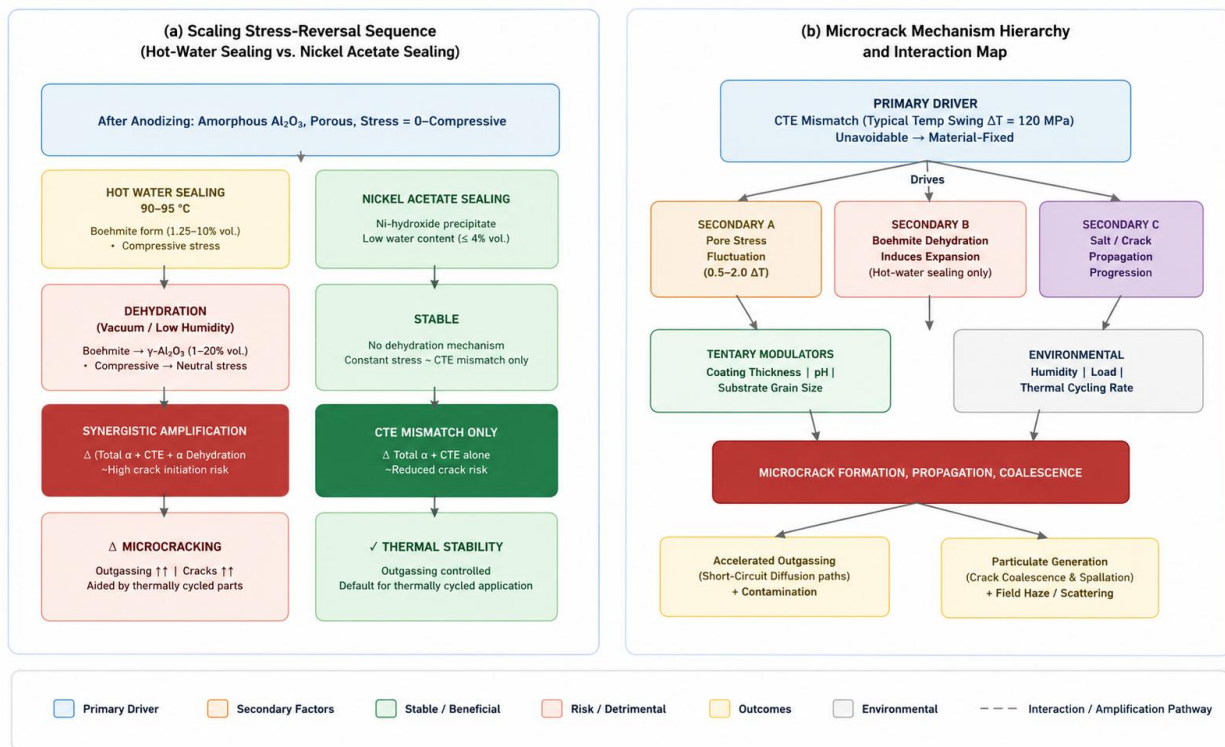 (a) Scaling Stress-Reversal Sequence
(Hot-Water Sealing vs. Nickel Acetate Sealing)
After Anodizing: Amorphous Al₂O₃, Porous, Stress = 0–Compressive
HOT WATER SEALING
90–95 °C
Boehmite form (1.25–10% vol.)
• Compressive stress
NICKEL ACETATE SEALING
Ni-hydroxide precipitate
Low water content (≤ 4% vol.)
DEHYDRATION
(Vacuum / Low Humidity)
Boehmite → γ-Al₂O₃ (1–20% vol.)
• Compressive → Neutral stress
STABLE
No dehydration mechanism
Constant stress ~ CTE mismatch only
SYNERGISTIC AMPLIFICATION
Δ (Total α + CTE + α Dehydration
~High crack initiation risk
CTE MISMATCH ONLY
Δ Total α + CTE alone
~Reduced crack risk
Δ MICROCRACKING
Outgassing ↑↑ | Cracks ↑↑
Aided by thermally cycled parts
✓ THERMAL STABILITY
Outgassing controlled
Default for thermally cycled application
(b) Microcrack Mechanism Hierarchy
and Interaction Map
PRIMARY DRIVER
CTE Mismatch (Typical Temp Swing ΔT = 120 MPa)
Unavoidable → Material-Fixed
Drives
SECONDARY A
Pore Stress
Fluctuation
(0.5–2.0 ΔT)
SECONDARY B
Boehmite Dehydration
Induces Expansion
(Hot-water sealing only)
SECONDARY C
Salt / Crack
Propagation
Progression
TENTARY MODULATORS
Coating Thickness | pH |
Substrate Grain Size
ENVIRONMENTAL
Humidity | Load |
Thermal Cycling Rate
MICROCRACK FORMATION, PROPAGATION, COALESCENCE
Accelerated Outgassing
(Short-Circuit Diffusion paths)
+ Contamination
Particulate Generation
(Crack Coalescence & Spallation)
+ Field Haze / Scattering
Primary Driver
Secondary Factors
Stable / Beneficial
Risk / Detrimental
Outcomes
Environmental
Interaction / Amplification Pathway